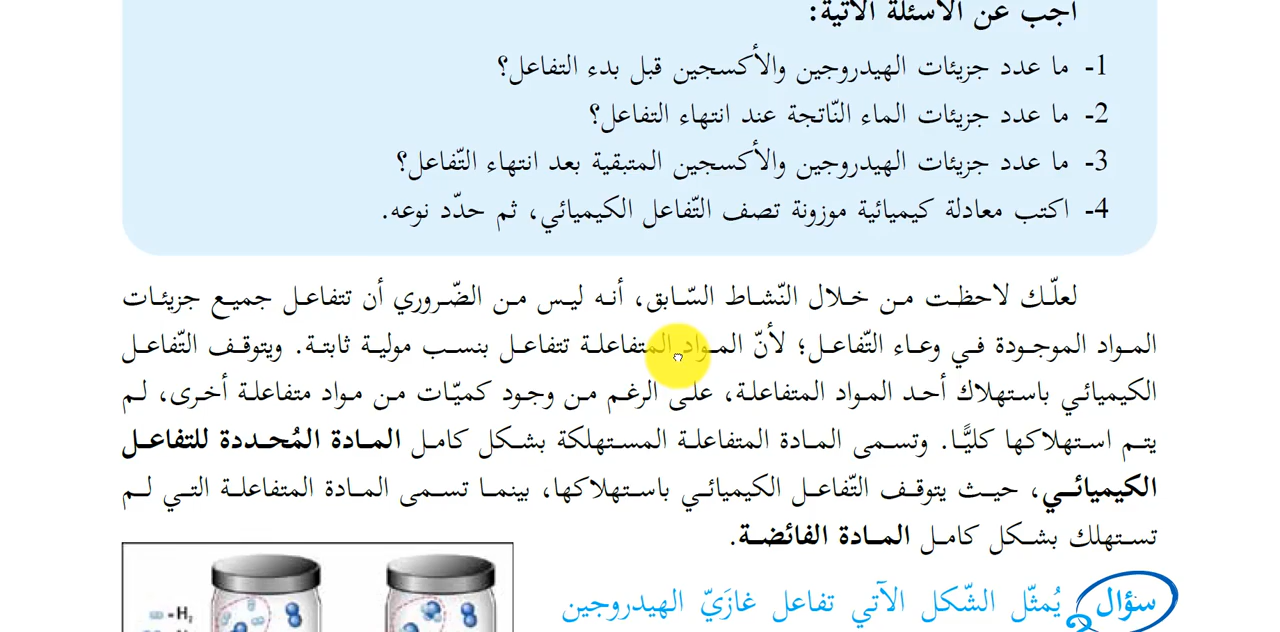 أجب عن الأسئلة الآتية:
1- ما عدد جزيئات الهيدروجين والأكسجين قبل بدء التفاعل؟
2- ما عدد جزيئات الماء النّاتجة عند انتهاء التفاعل؟
3- ما عدد جزيئات الهيدروجين والأكسجين المتبقية بعد انتهاء التّفاعل؟
4- اكتب معادلة كيميائية موزونة تصف التّفاعل الكيميائي، ثم حدّد نوعه.
لعلّك لاحظت من خلال النّشاط السّابق، أنه ليس من الضّروري أن تتفاعل جميع جزيئات
المواد الموجودة في وعاء التّفاعل؛ لأنّ المواد المتفاعلة تتفاعل بنسب مولية ثابتة. ويتوقف التّفاعل
الكيميائي باستهلاك أحد المواد المتفاعلة، على الرغم من وجود كميّات من مواد متفاعلة أخرى، لم
يتم استهلاكها كليًّا. وتسمى المادة المتفاعلة المستهلكة بشكل كامل المادة المُحددة للتفاعل
الكيميائي، حيث يتوقف التّفاعل الكيميائي باستهلاكها، بينما تسمى المادة المتفاعلة التي لم
تستهلك بشكل كامل المادة الفائضة.
سؤال يُمثّل الشّكل الآتي تفاعل غازَيّ الهيدروجين
= H2